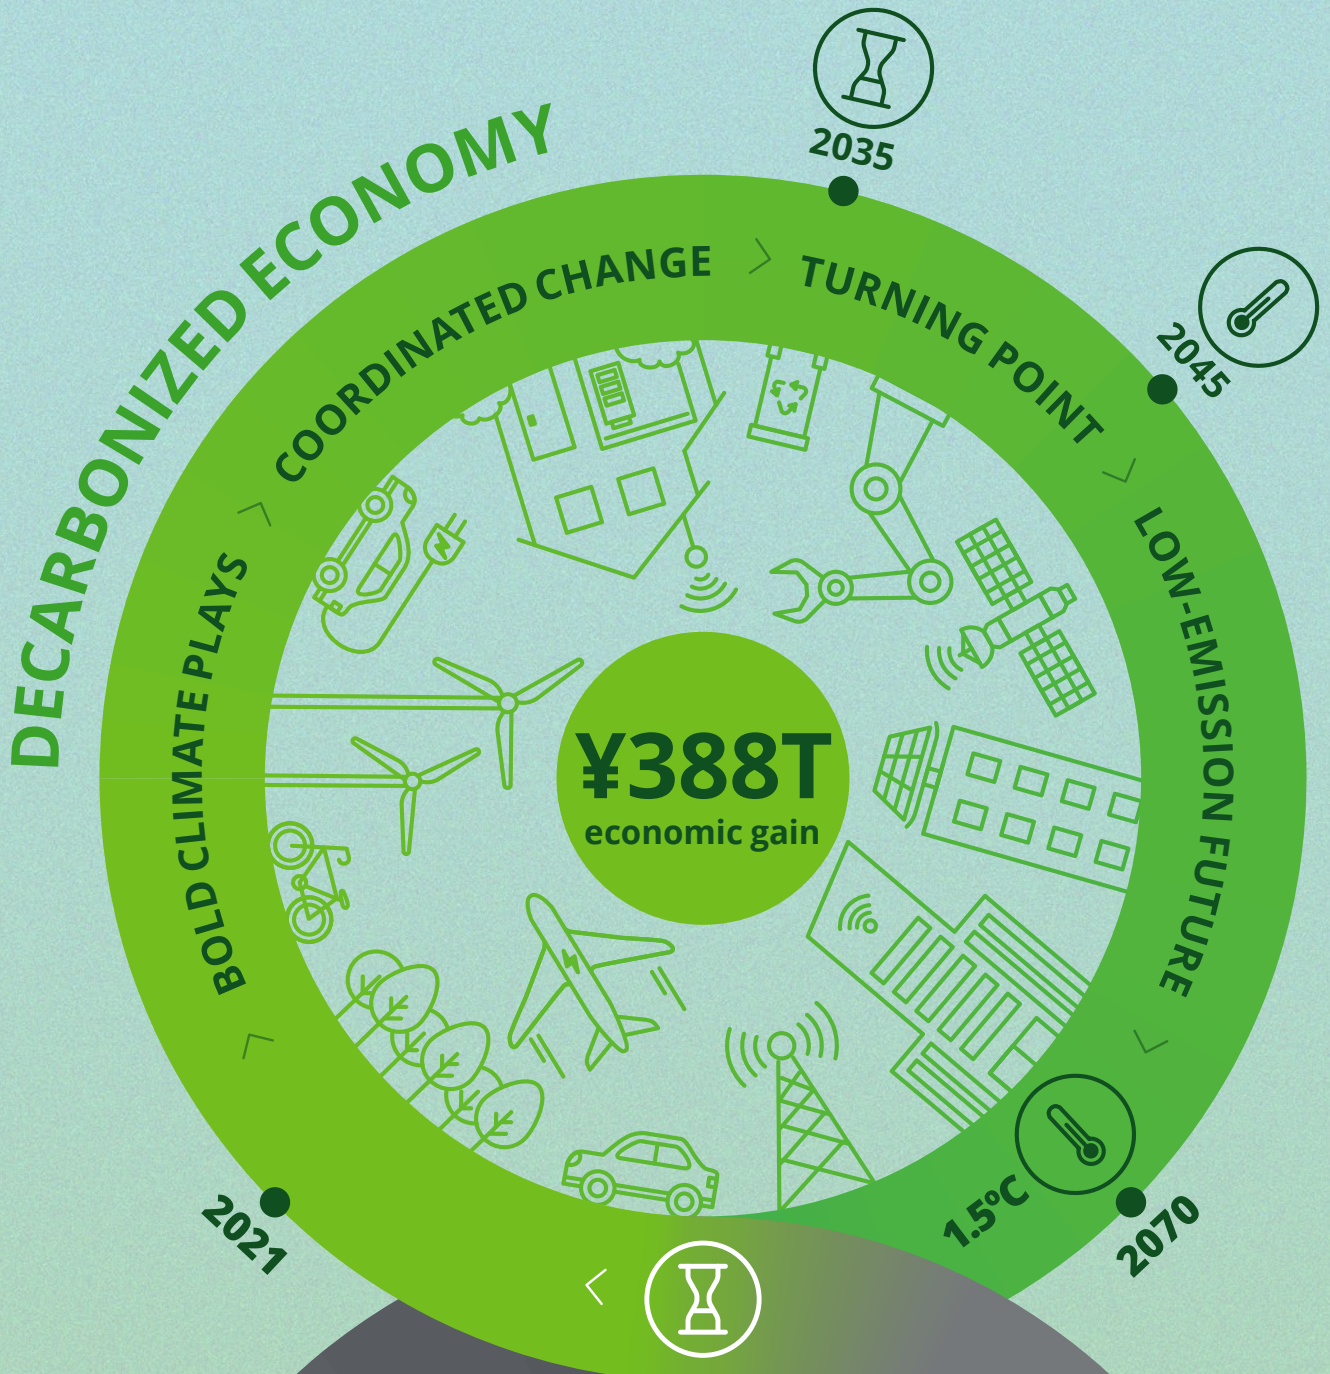 DECARBONIZED ECONOMY
2021
BOLD CLIMATE PLAYS
COORDINATED CHANGE
2035
TURNING POINT
2045
LOW-EMISSION FUTURE
1.5ºC
2070
¥388T
economic gain